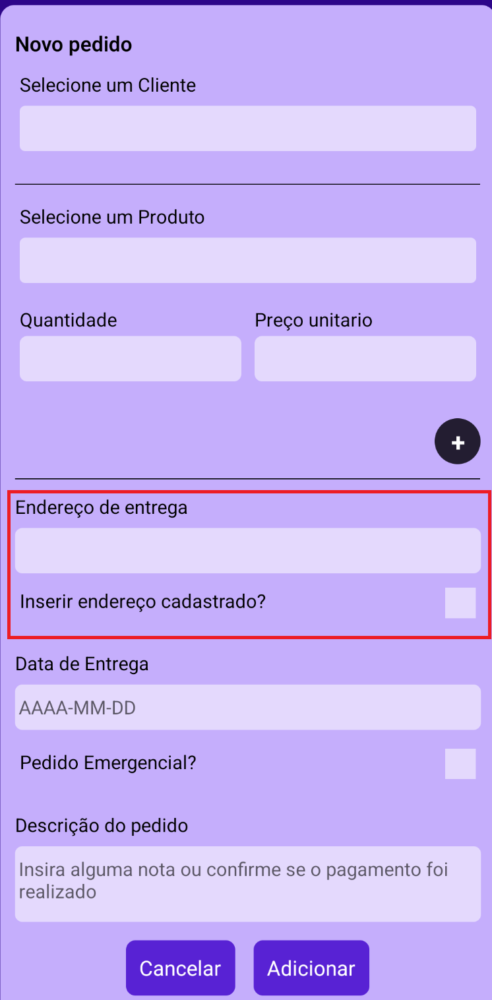 Novo pedido
Selecione um Cliente
Selecione um Produto
Quantidade
Preço unitario
+
Endereço de entrega
Inserir endereço cadastrado?
Data de Entrega
AAAA-MM-DD
Pedido Emergencial?
Descrição do pedido
Insira alguma nota ou confirme se o pagamento foi
realizado
Cancelar
Adicionar